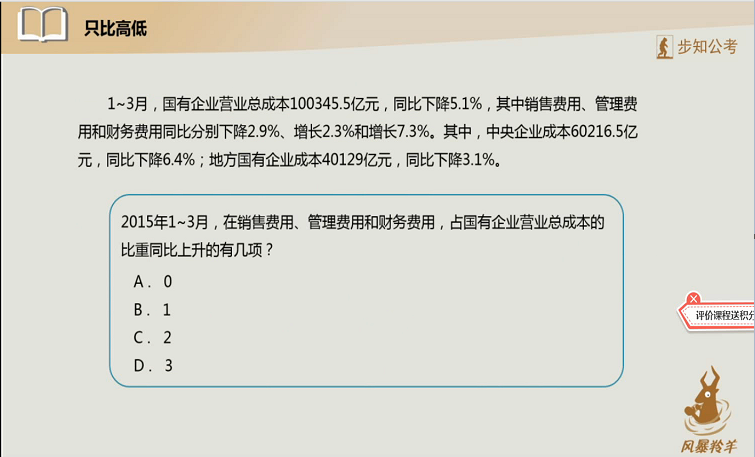 只比高低
步知公考
1~3月，国有企业营业总成本100345.5亿元，同比下降5.1%，其中销售费用、管理费
用和财务费用同比分别下降2.9%、增长2.3%和增长7.3%。其中，中央企业成本60216.5亿
元，同比下降6.4%；地方国有企业成本40129亿元，同比下降3.1%。
2015年1~3月，在销售费用、管理费用和财务费用，占国有企业营业总成本的
比重同比上升的有几项？
A. 0
B. 1
C. 2
D. 3
评价课程送积分
风暴羚羊